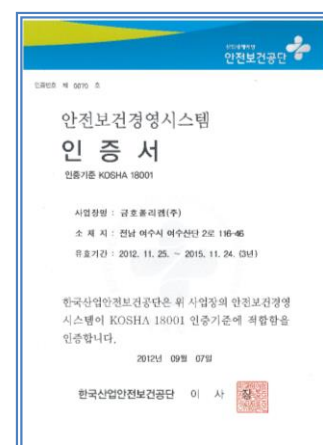 안전보건공단
인증번호 제 0070 호
안전보건경영시스템
인 증 서
인증기준 KOSHA 18001
사업장명 : 금호폴리켐(주)
소 재 지 : 전남 여수시 여수산단 2로 116-46
유효기간 : 2012. 11. 25. ~ 2015. 11. 24. (3년)
한국산업안전보건공단은 위 사업장의 안전보건경영
시스템이 KOSHA 18001 인증기준에 적합함을
인증합니다.
2012년 09월 07일
한국산업안전보건공단 이 사 장